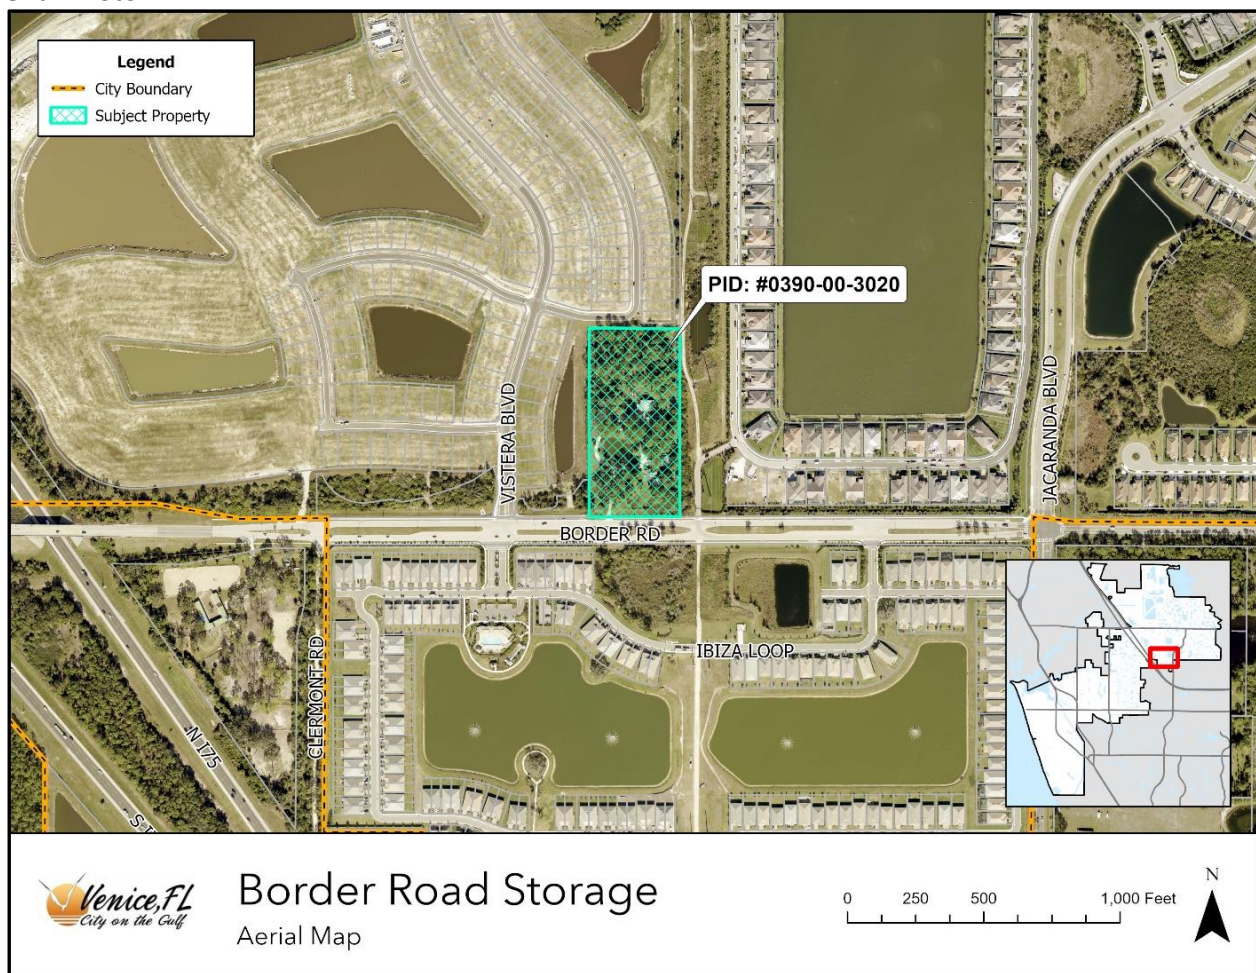 Legend
City Boundary
Subject Property
PID: #0390-00-3020
VISTERA BLVD
JACARANDA BLVD
BORDER RD
IBIZA LOOP
CLERMONT RD
N I75
Venice, FL
City on the Gulf
Border Road Storage
Aerial Map
0 250 500 1,000 Feet
N